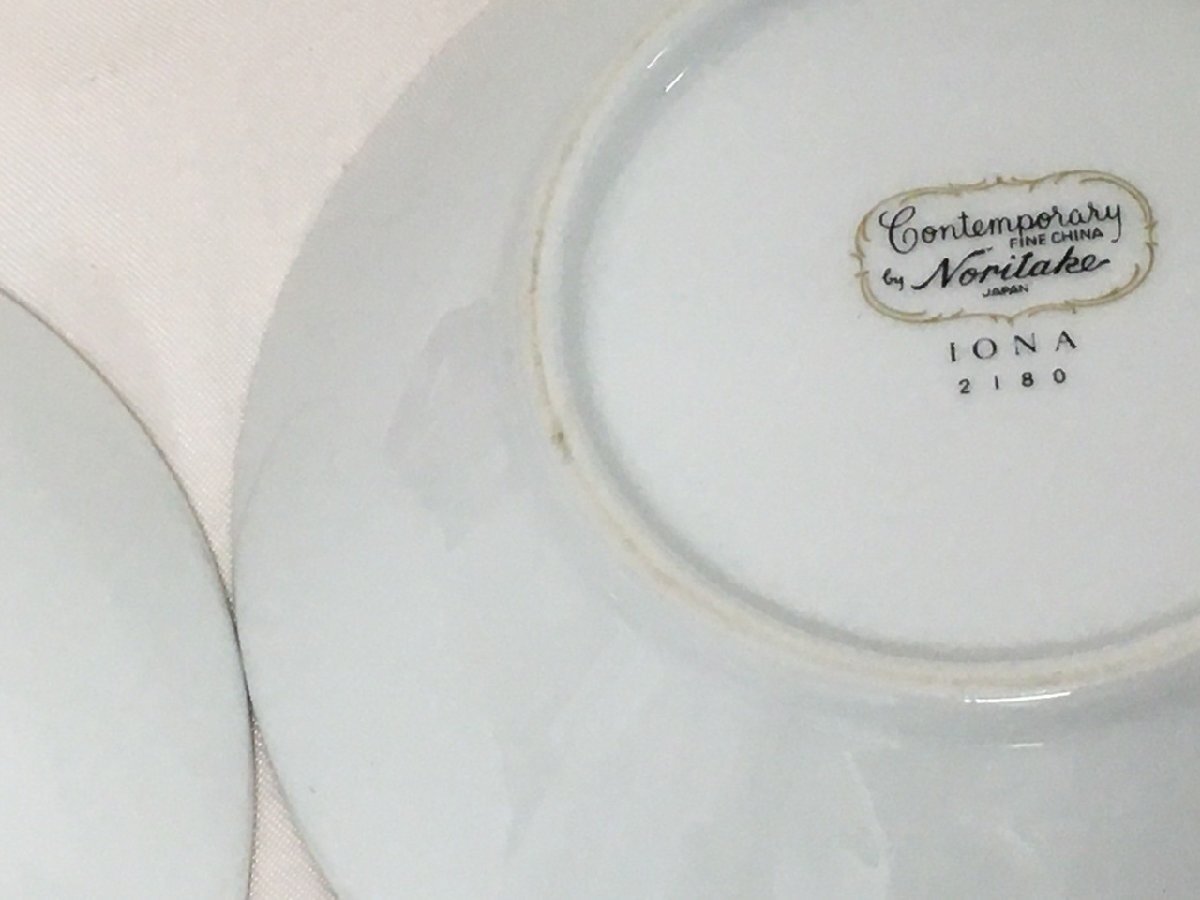 Contemporary
FINE CHINA
by Noritake
JAPAN
IONA
2180